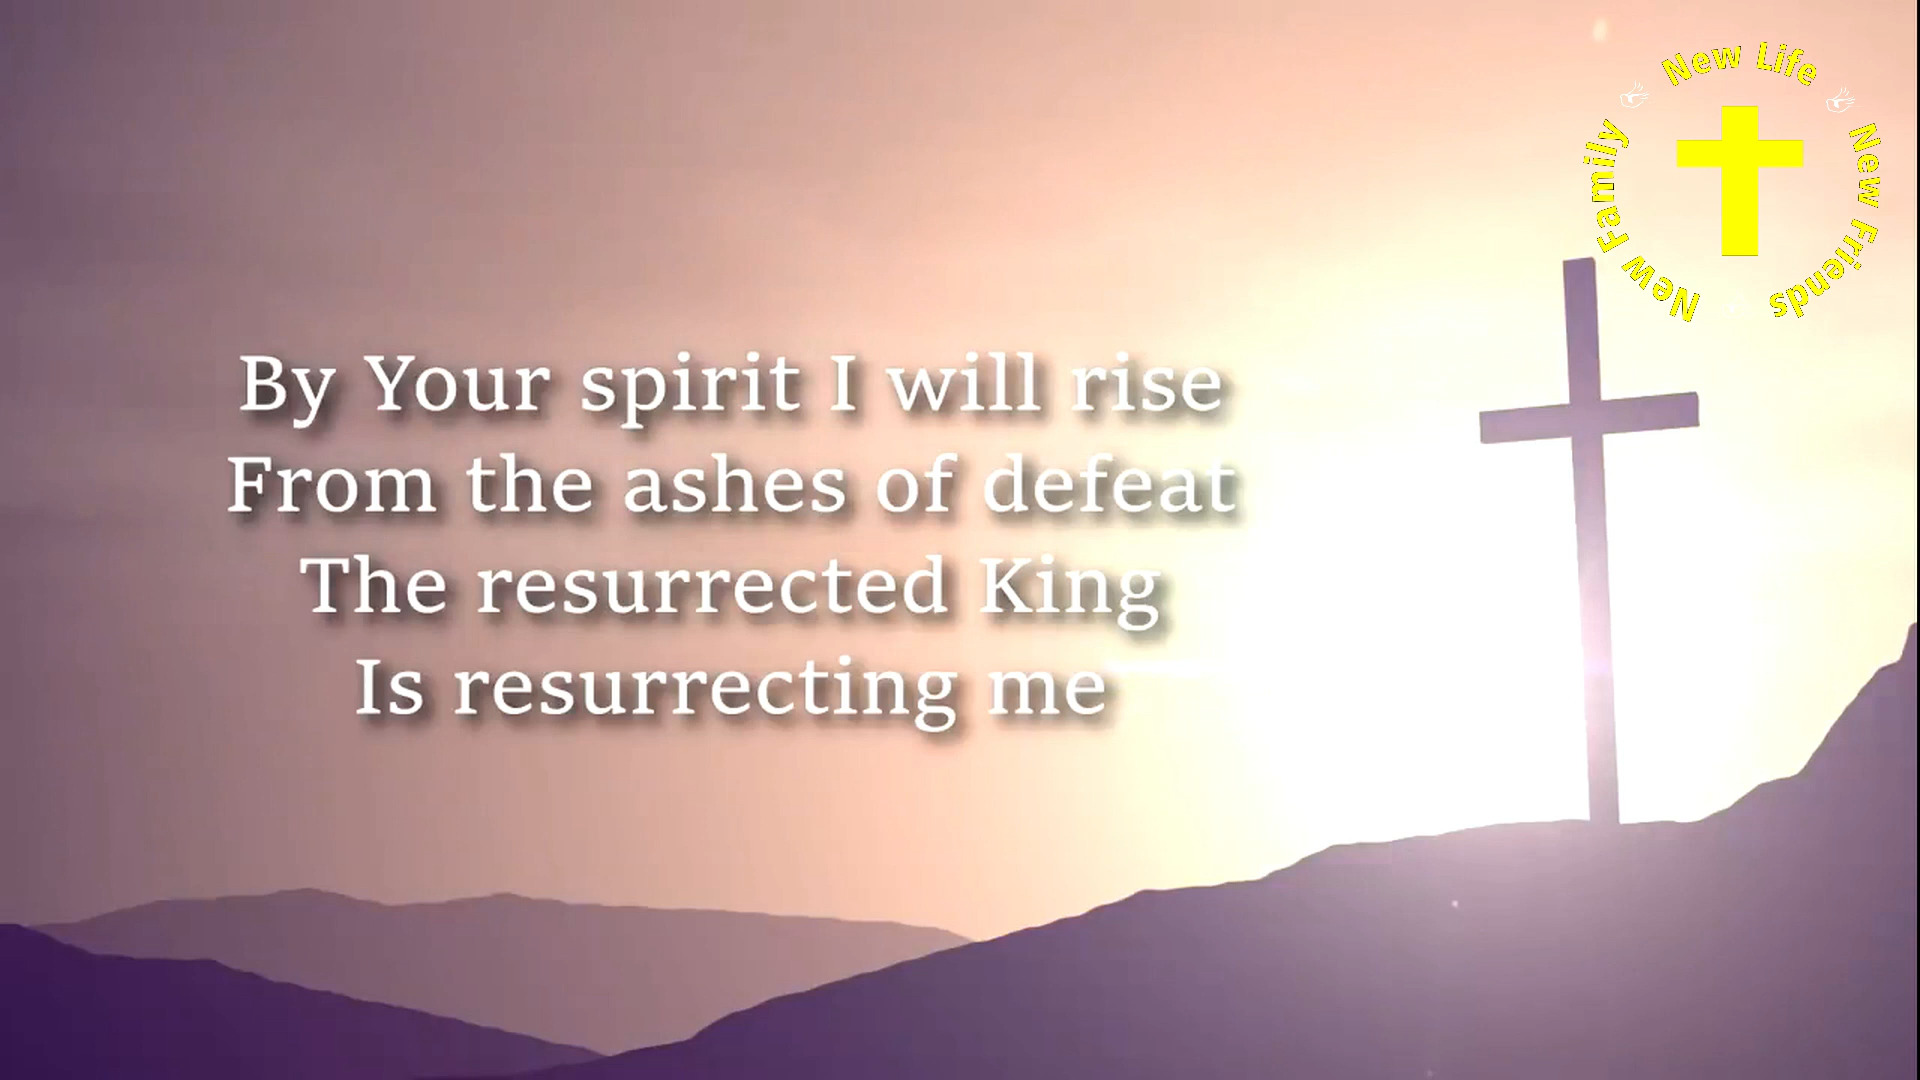 New Life
New Friends
New Family
By Your spirit I will rise
From the ashes of defeat
The resurrected King
Is resurrecting me